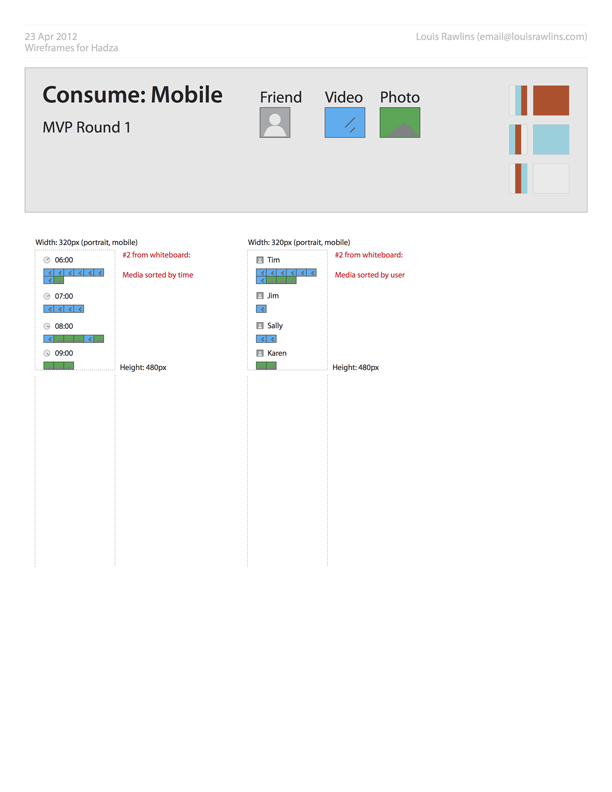 23 Apr 2012
Wireframes for Hadza
Louis Rawlins (email@louisrawlins.com)
Consume: Mobile
MVP Round 1
Friend
Video
Photo
Width: 320px (portrait, mobile)
06:00
07:00
08:00
09:00
#2 from whiteboard:
Media sorted by time
Height: 480px
Width: 320px (portrait, mobile)
Tim
Jim
Sally
Karen
#2 from whiteboard:
Media sorted by user
Height: 480px